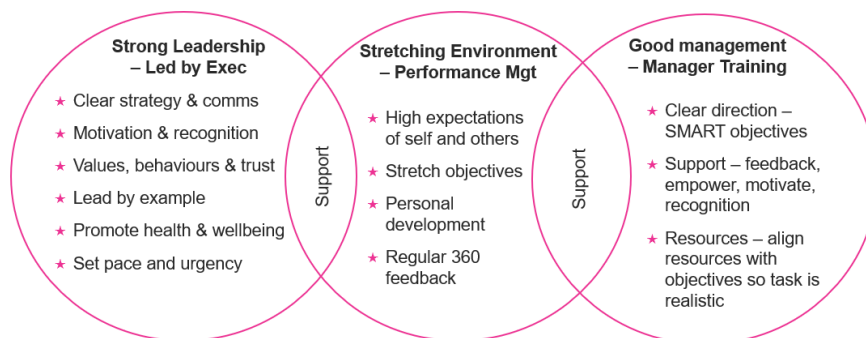 Strong Leadership
– Led by Exec
★ Clear strategy & comms
★ Motivation & recognition
★ Values, behaviours & trust
★ Lead by example
★ Promote health & wellbeing
★ Set pace and urgency
Support
Stretching Environment
– Performance Mgt
★ High expectations
of self and others
★ Stretch objectives
★ Personal
development
★ Regular 360
feedback
Support
Good management
– Manager Training
★ Clear direction –
SMART objectives
★ Support – feedback,
empower, motivate,
recognition
★ Resources – align
resources with
objectives so task is
realistic